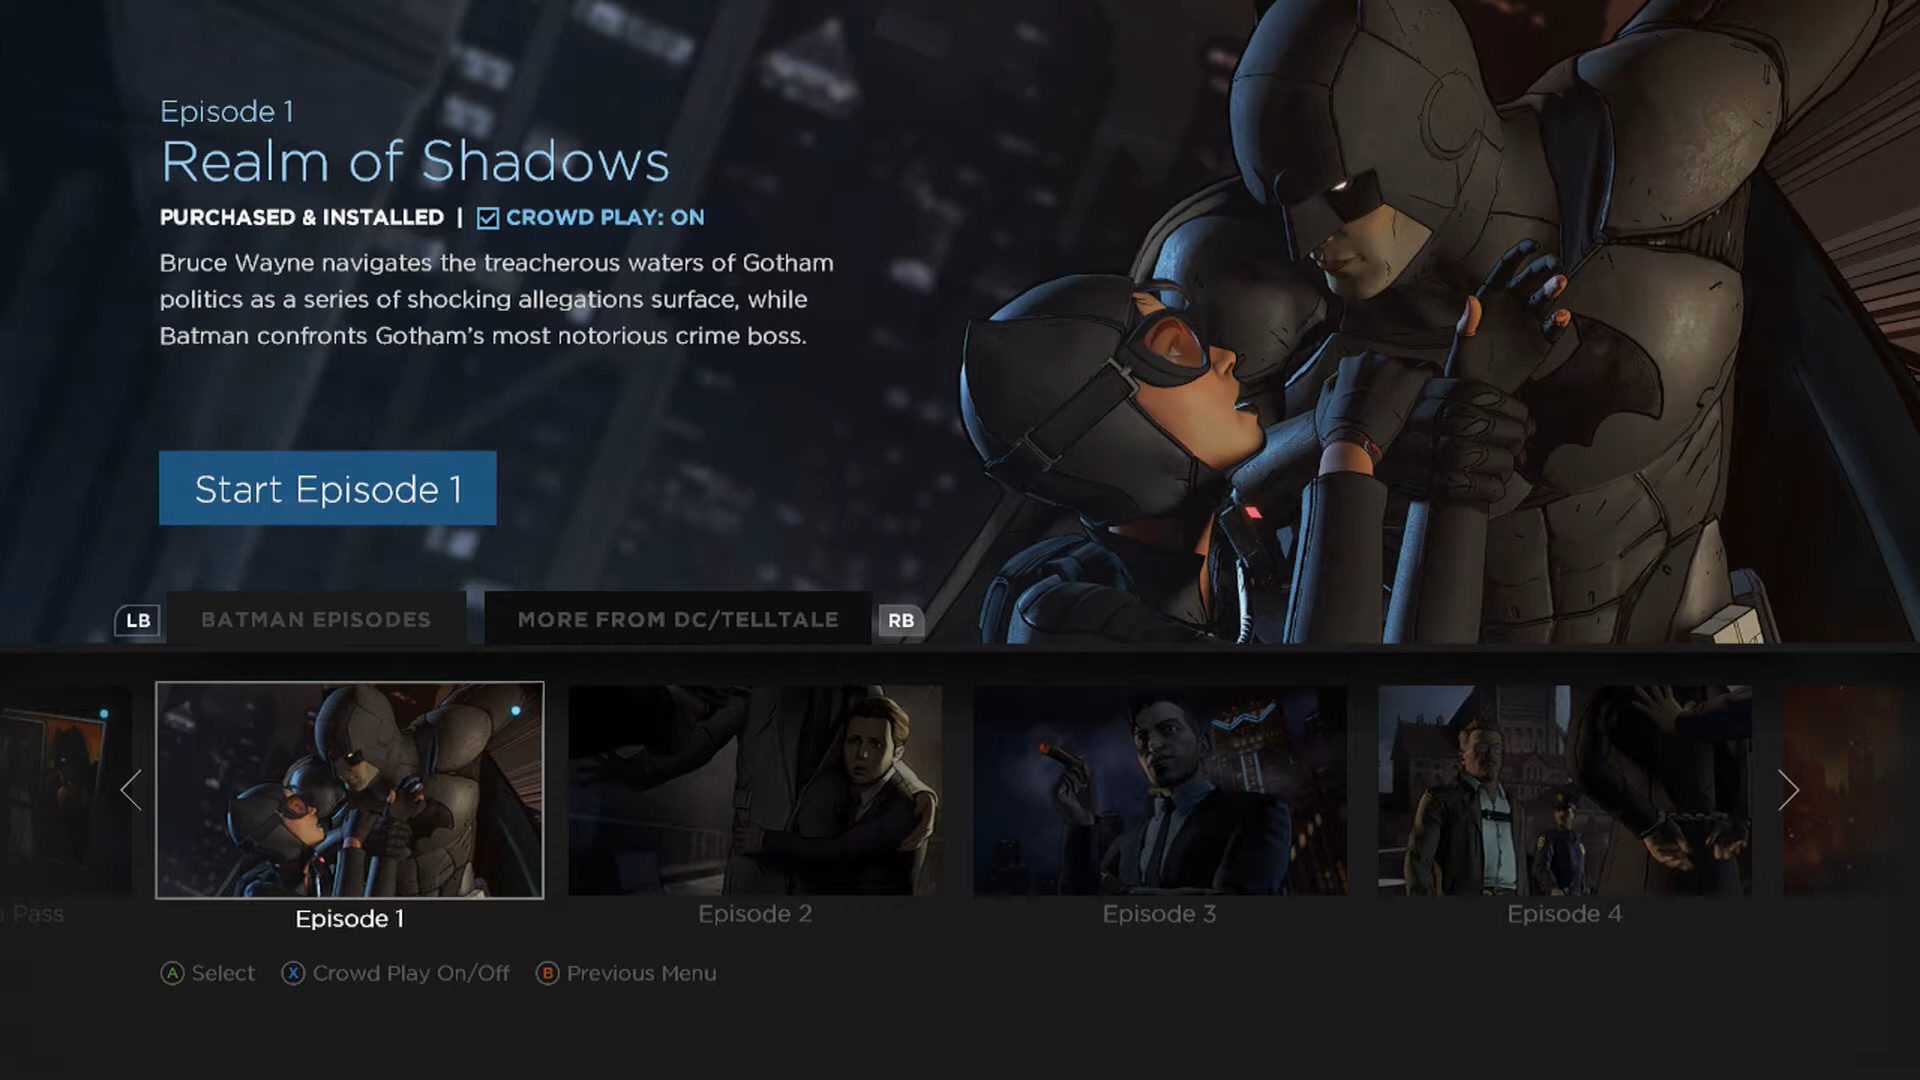 Episode 1
Realm of Shadows
PURCHASED & INSTALLED | CROWD PLAY: ON
Bruce Wayne navigates the treacherous waters of Gotham
politics as a series of shocking allegations surface, while
Batman confronts Gotham's most notorious crime boss.
Start Episode 1
LB BATMAN EPISODES MORE FROM DC/TELLTALE RB
Pass Episode 1 Episode 2 Episode 3 Episode 4
A Select X Crowd Play On/Off B Previous Menu